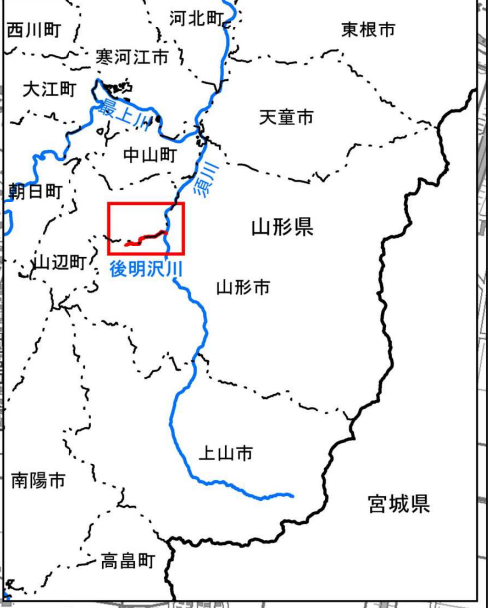 河北町
西川町
東根市
寒河江市
大江町
最上川
天童市
中山町
須川
朝日町
山形県
山辺町
後明沢川
山形市
上山市
南陽市
宮城県
高畠町